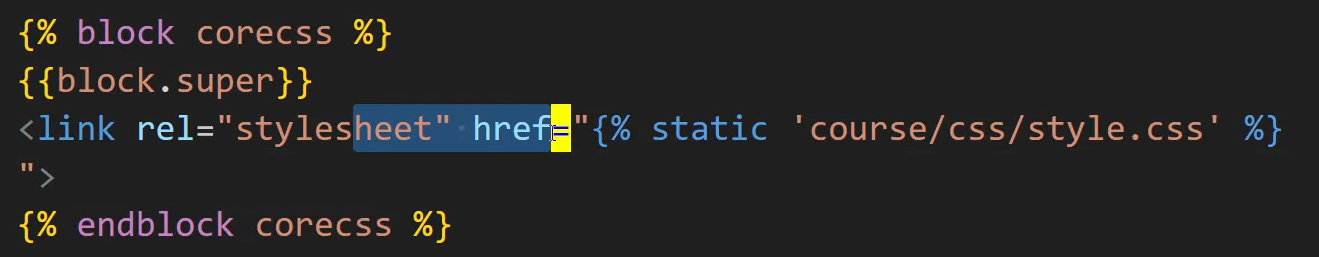 {% block corecss %}
{{block.super}}
<link rel="stylesheet" href="{% static 'course/css/style.css' %}
">
{% endblock corecss %}